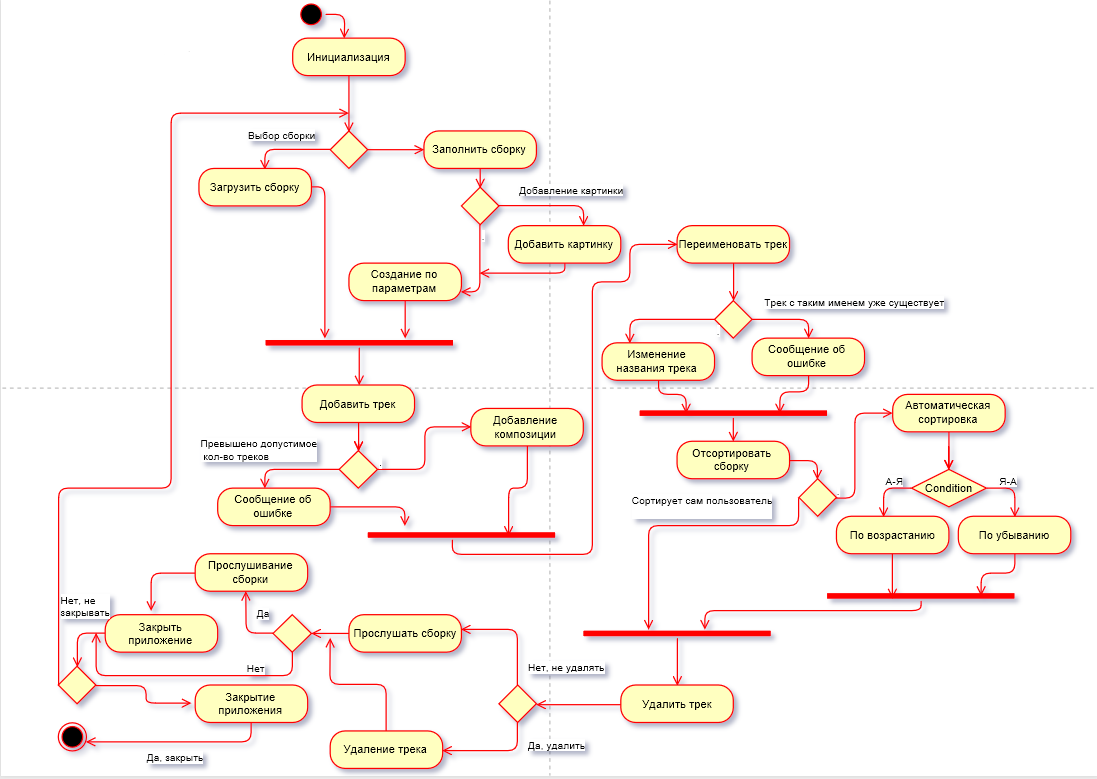 Инициализация
Выбор сборки
Заполнить сборку
Загрузить сборку
Добавление картинки
Добавить картинку
Переименовать трек
Создание по
параметрам
Трек с таким именем уже существует
Изменение
названия трека
Сообщение об
ошибке
Добавить трек
Добавление
композиции
Автоматическая
сортировка
Превышено допустимое
кол-во треков
Отсортировать
сборку
Сообщение об
ошибке
Сортирует сам пользователь
А-Я
Condition
Я-А
По возрастанию
По убыванию
Прослушивание
сборки
Нет, не
закрывать
Да
Закрыть
приложение
Прослушать сборку
Нет
Нет, не удалять
Закрытие
приложения
Удалить трек
Удаление трека
Да, удалить
Да, закрыть